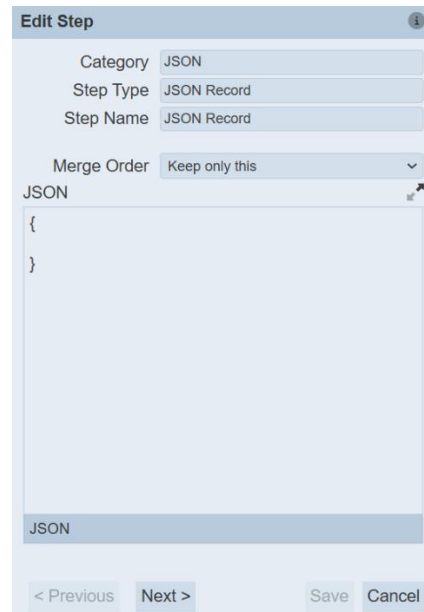 Edit Step
Category JSON
Step Type JSON Record
Step Name JSON Record
Merge Order Keep only this
JSON
{
}
JSON
< Previous Next > Save Cancel